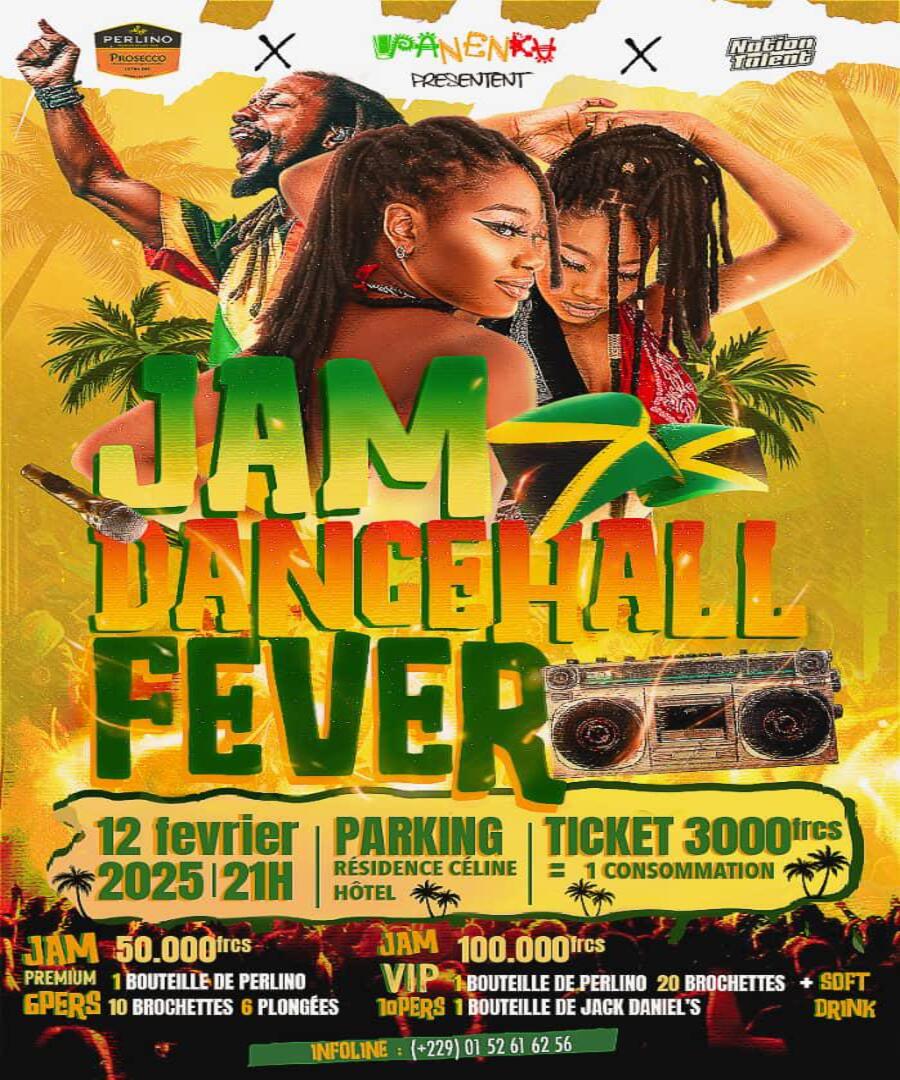 PERLINO
PROSECCO
EXTRA DRY
X
UPANENKA
X
Nation Talent
PRESENTENT
JAM
DANCEHALL
FEVER
12 fevrier
2025 | 21H
PARKING
RÉSIDENCE CÉLINE
HÔTEL
TICKET 3000frcs
= 1 CONSOMMATION
JAM 50.000frcs
PREMIUM 1 BOUTEILLE DE PERLINO
6PERS 10 BROCHETTES 6 PLONGÉES
JAM 100.000frcs
VIP 1 BOUTEILLE DE PERLINO 20 BROCHETTES + SOFT
10PERS 1 BOUTEILLE DE JACK DANIEL'S DRINK
INFOLINE : (+229) 01 52 61 62 56